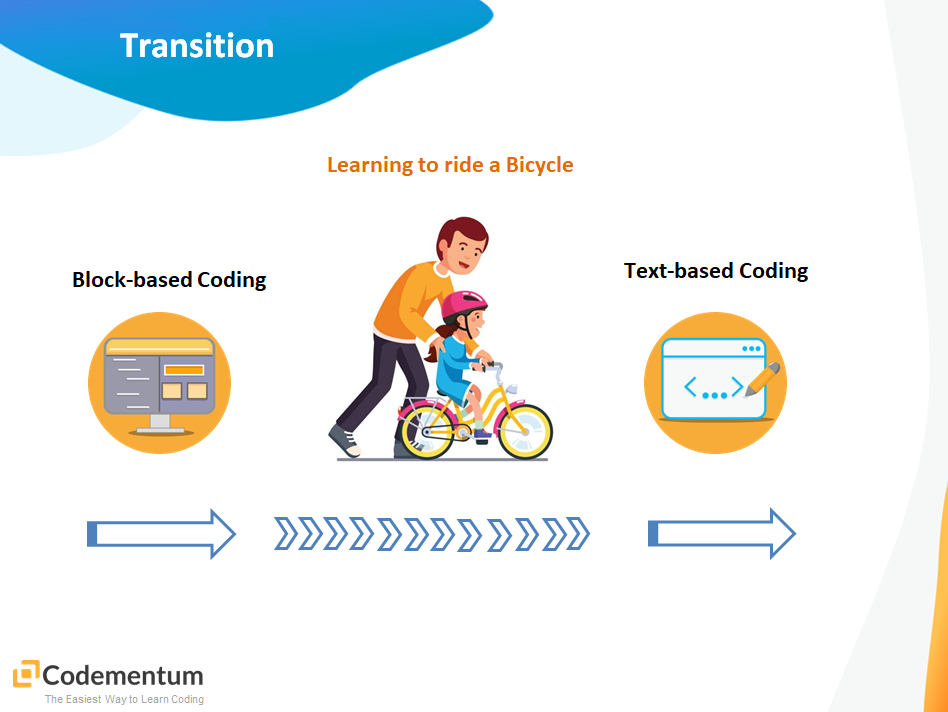 Transition
Learning to ride a Bicycle
Block-based Coding
Text-based Coding
Codementum
The Easiest Way to Learn Coding